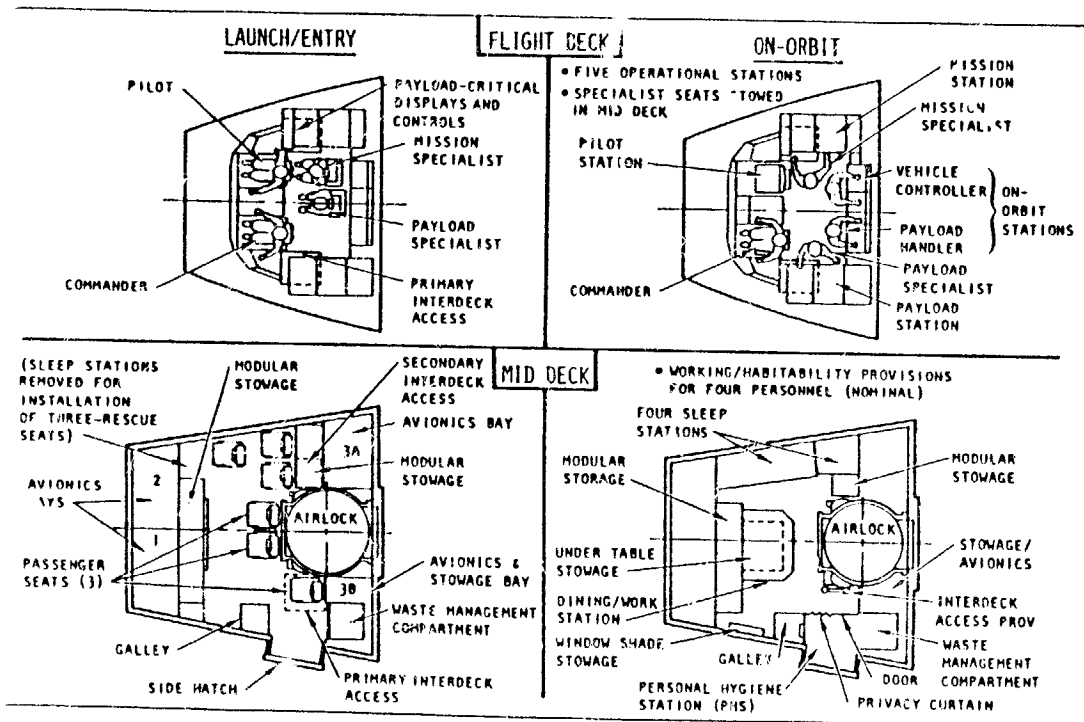 LAUNCH/ENTRY
FLIGHT DECK
ON-ORBIT
PILOT
PAYLOAD-CRITICAL
DISPLAYS AND
CONTROLS
MISSION
SPECIALIST
PAYLOAD
SPECIALIST
COMMANDER
PRIMARY
INTERDECK
ACCESS
• FIVE OPERATIONAL STATIONS
• SPECIALIST SEATS TOWED
IN MID DECK
MISSION
STATION
MISSION
SPECIALIST
PILOT
STATION
VEHICLE
CONTROLLER
ON-
ORBIT
STATIONS
PAYLOAD
HANDLER
PAYLOAD
SPECIALIST
COMMANDER
PAYLOAD
STATION
MID DECK
(SLEEP STATIONS
REMOVED FOR
INSTALLATION
OF THREE-RESCUE
SEATS)
MODULAR
STOWAGE
SECONDARY
INTERDECK
ACCESS
AVIONICS BAY
3A
MODULAR
STOWAGE
2
AVIONICS
AYS
1
AIRLOCK
PASSENGER
SEATS (3)
AVIONICS &
STOWAGE BAY
3B
WASTE MANAGEMENT
COMPARTMENT
GALLEY
SIDE HATCH
PRIMARY INTERDECK
ACCESS
• WORKING/HABITABILITY PROVISIONS
FOR FOUR PERSONNEL (NOMINAL)
FOUR SLEEP
STATIONS
MODULAR
STORAGE
MODULAR
STOWAGE
AIRLOCK
UNDER TABLE
STOWAGE
STOWAGE/
AVIONICS
DINING/WORK
STATION
INTERDECK
ACCESS PROV
WINDOW SHADE
STOWAGE
GALLEY
WASTE
MANAGEMENT
COMPARTMENT
DOOR
PERSONAL HYGIENE
STATION (PHS)
PRIVACY CURTAIN